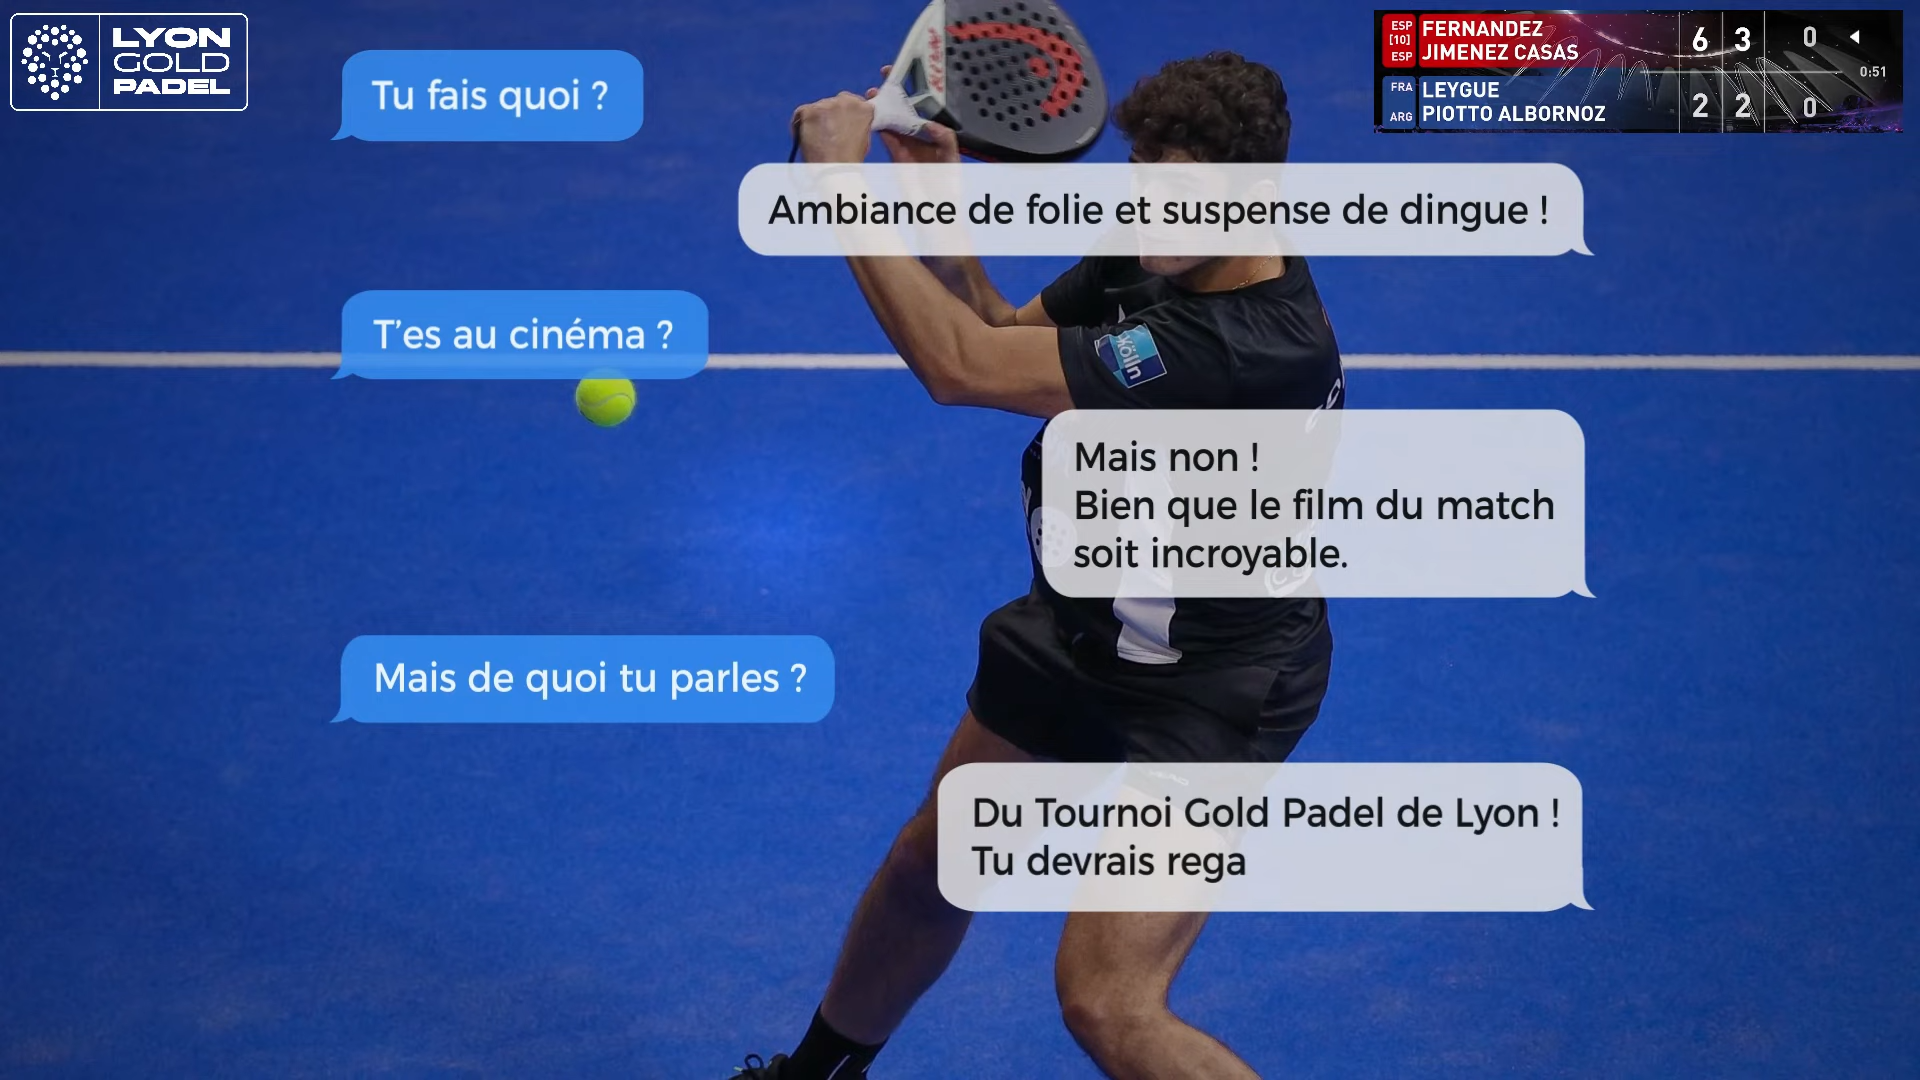 LYON
GOLD
PADEL
Tu fais quoi ?
ESP
[10]
ESP
FERNANDEZ
JIMENEZ CASAS
6 3 0
0:51
FRA
ARG
LEYGUE
PIOTTO ALBORNOZ
2 2 0
Ambiance de folie et suspense de dingue !
T’es au cinéma ?
Kölln
Mais non !
Bien que le film du match
soit incroyable.
Mais de quoi tu parles ?
Du Tournoi Gold Padel de Lyon !
Tu devrais rega